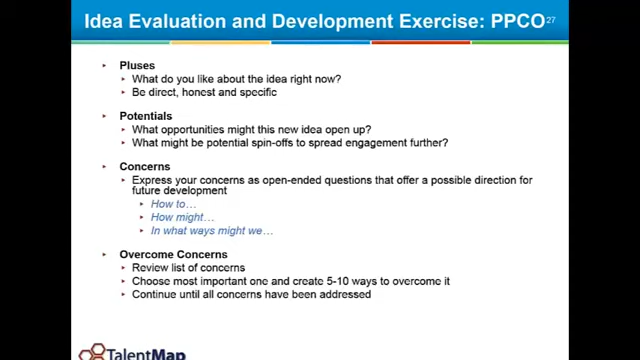 Idea Evaluation and Development Exercise: PPCO 27
Pluses
What do you like about the idea right now?
Be direct, honest and specific
Potentials
What opportunities might this new idea open up?
What might be potential spin-offs to spread engagement further?
Concerns
Express your concerns as open-ended questions that offer a possible direction for
future development
How to…
How might…
In what ways might we…
Overcome Concerns
Review list of concerns
Choose most important one and create 5-10 ways to overcome it
Continue until all concerns have been addressed
TalentMap